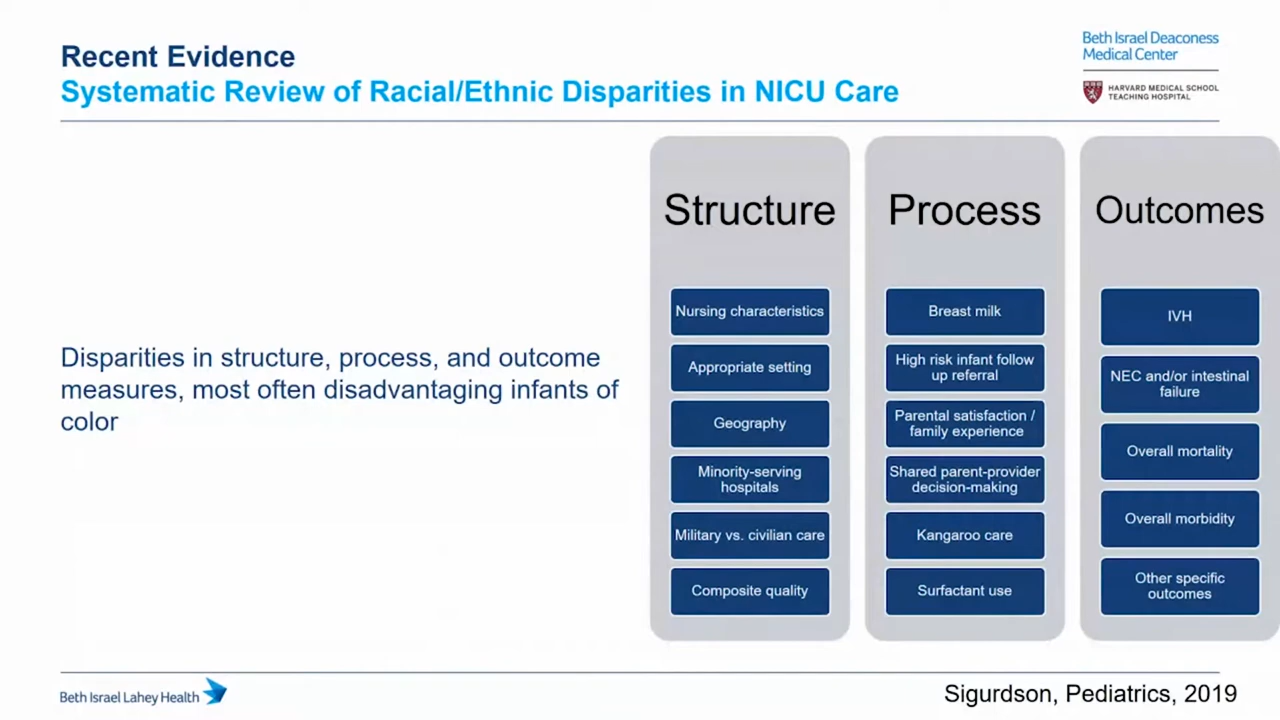 Recent Evidence
Systematic Review of Racial/Ethnic Disparities in NICU Care
Beth Israel Deaconess
Medical Center
HARVARD MEDICAL SCHOOL
TEACHING HOSPITAL
Disparities in structure, process, and outcome
measures, most often disadvantaging infants of
color
Structure
Nursing characteristics
Appropriate setting
Geography
Minority-serving
hospitals
Military vs. civilian care
Composite quality
Process
Breast milk
High risk infant follow
up referral
Parental satisfaction /
family experience
Shared parent-provider
decision-making
Kangaroo care
Surfactant use
Outcomes
IVH
NEC and/or intestinal
failure
Overall mortality
Overall morbidity
Other specific
outcomes
Beth Israel Lahey Health
Sigurdson, Pediatrics, 2019